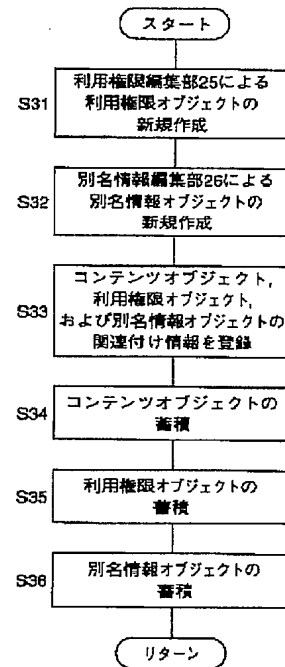 スタート
S31
利用権限編集部25による
利用権限オブジェクトの
新規作成
S32
別名情報編集部26による
別名情報オブジェクトの
新規作成
S33
コンテンツオブジェクト,
利用権限オブジェクト,
および別名情報オブジェクトの
関連付け情報を登録
S34
コンテンツオブジェクトの
蓄積
S35
利用権限オブジェクトの
蓄積
S36
別名情報オブジェクトの
蓄積
リターン